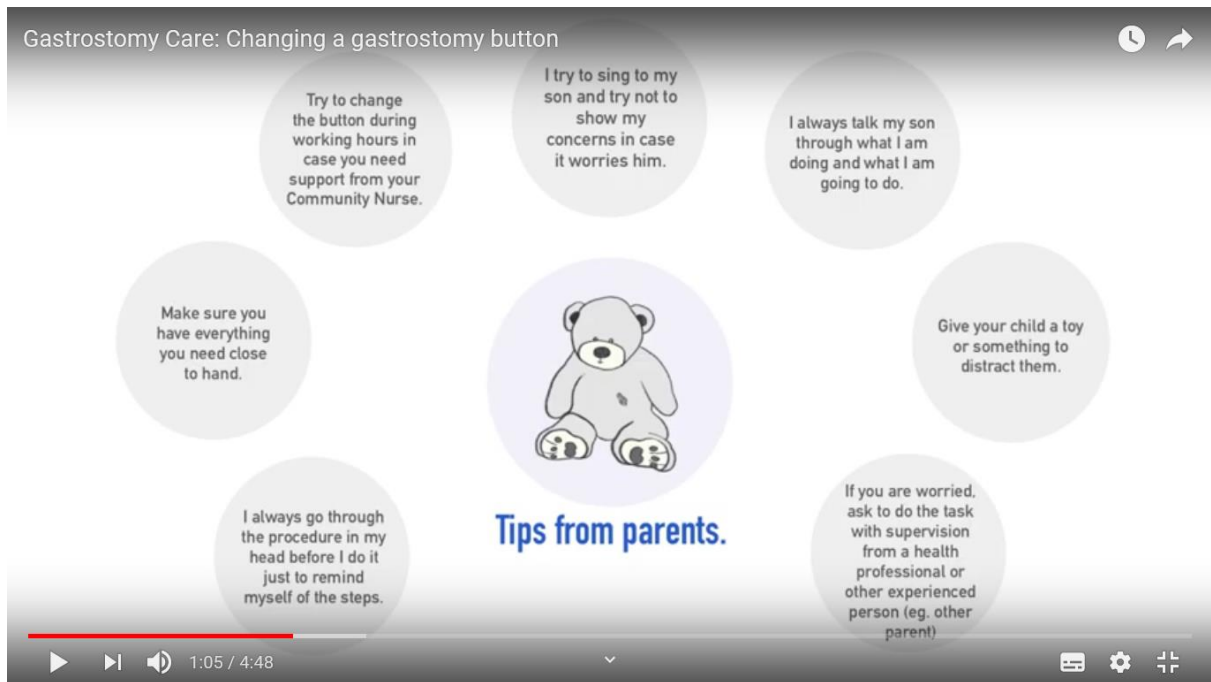 Gastrostomy Care: Changing a gastrostomy button
Try to change
the button during
working hours in
case you need
support from your
Community Nurse.
I try to sing to my
son and try not to
show my
concerns in case
it worries him.
I always talk my son
through what I am
doing and what I am
going to do.
Make sure you
have everything
you need close
to hand.
Give your child a toy
or something to
distract them.
I always go through
the procedure in my
head before I do it
just to remind
myself of the steps.
Tips from parents.
If you are worried,
ask to do the task
with supervision
from a health
professional or
other experienced
person (eg. other
parent)
1:05 / 4:48